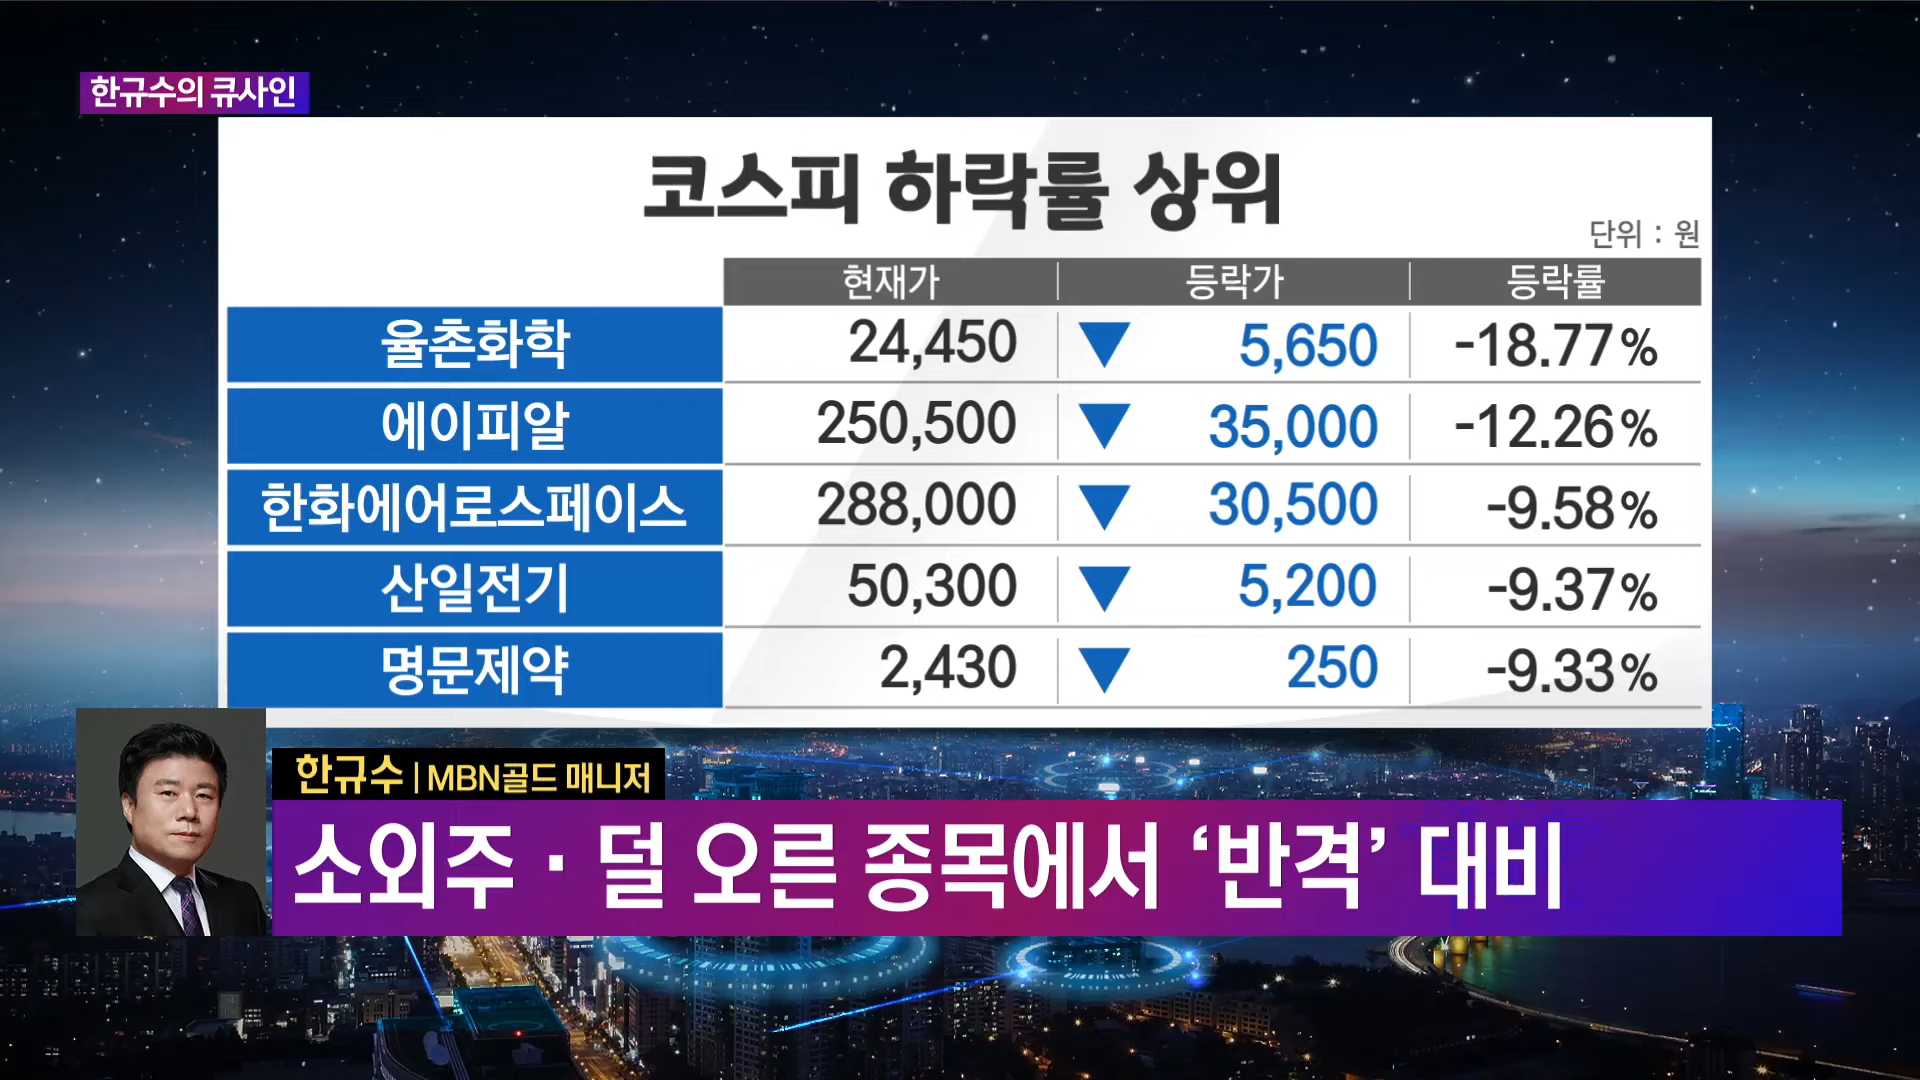 한규수의 큐사인
코스피 하락률 상위
단위 : 원
현재가 등락가 등락률
율촌화학 24,450 ▼ 5,650 -18.77%
에이피알 250,500 ▼ 35,000 -12.26%
한화에어로스페이스 288,000 ▼ 30,500 -9.58%
산일전기 50,300 ▼ 5,200 -9.37%
명문제약 2,430 ▼ 250 -9.33%
한규수 | MBN골드 매니저
소외주 · 덜 오른 종목에서 ‘반격’ 대비